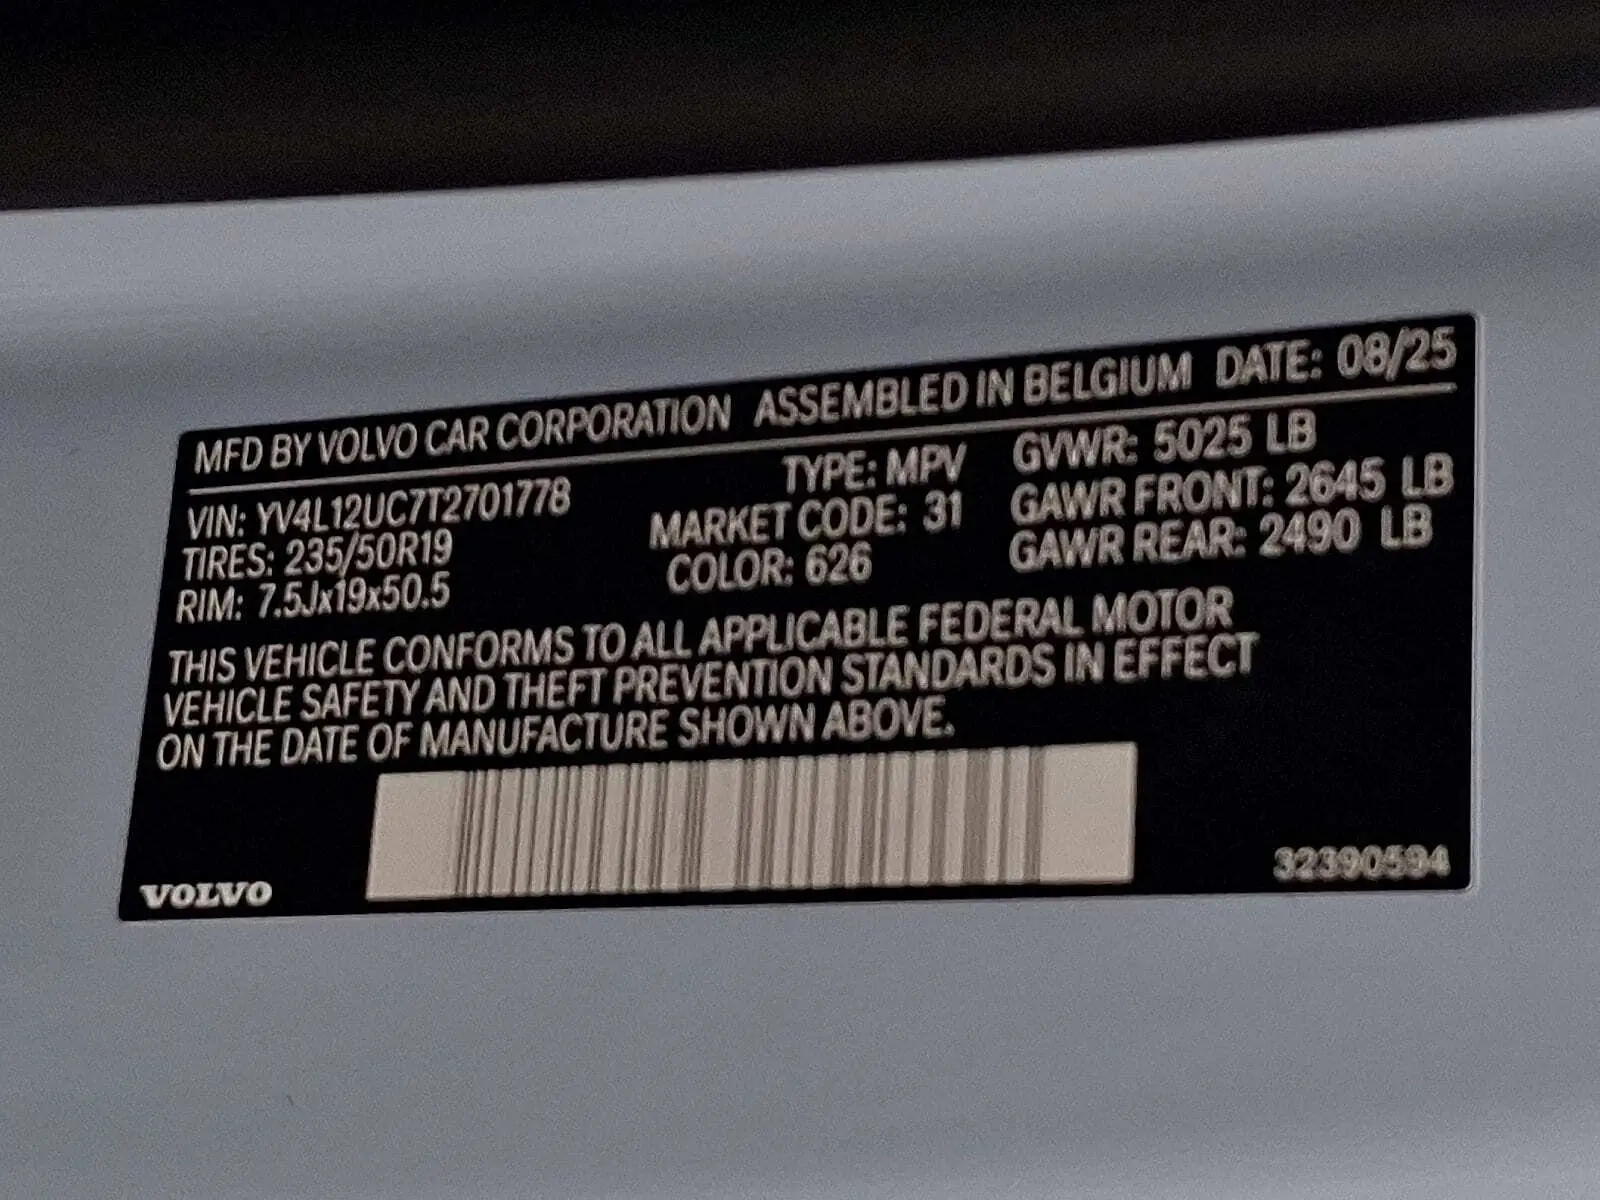 MFD BY VOLVO CAR CORPORATION ASSEMBLED IN BELGIUM DATE: 08/25
VIN: YV4L12UC7T2701778 TYPE: MPV GVWR: 5025 LB
TIRES: 235/50R19 MARKET CODE: 31 GAWR FRONT: 2645 LB
RIM: 7.5Jx19x50.5 COLOR: 626 GAWR REAR: 2490 LB
THIS VEHICLE CONFORMS TO ALL APPLICABLE FEDERAL MOTOR
VEHICLE SAFETY AND THEFT PREVENTION STANDARDS IN EFFECT
ON THE DATE OF MANUFACTURE SHOWN ABOVE.
VOLVO 32390594